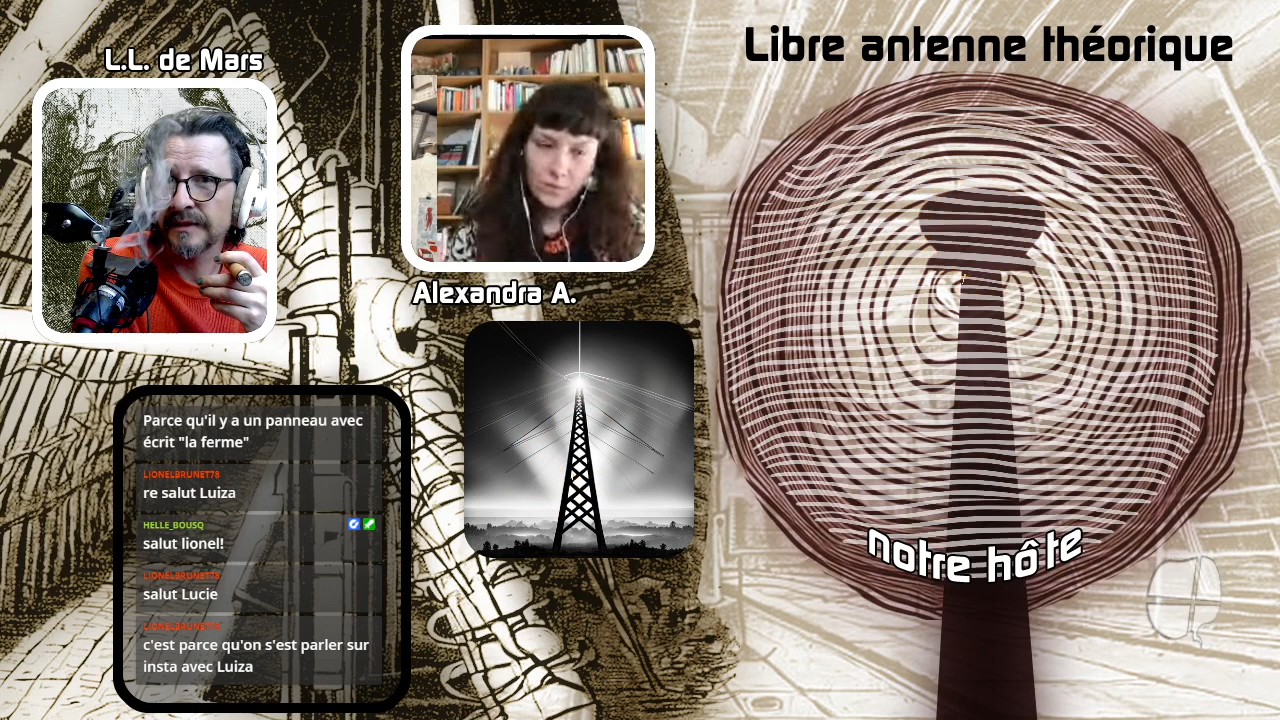 Libre antenne théorique
L.L. de Mars
Alexandra A.
Parce qu'il y a un panneau avec
écrit "la ferme"
LIONELBRUNET78
re salut Luiza
HELLE_BOUSQ
salut lionel!
LIONELBRUNET78
salut Lucie
LIONELBRUNET78
c'est parce qu'on s'est parler sur
insta avec Luiza
notre hôte